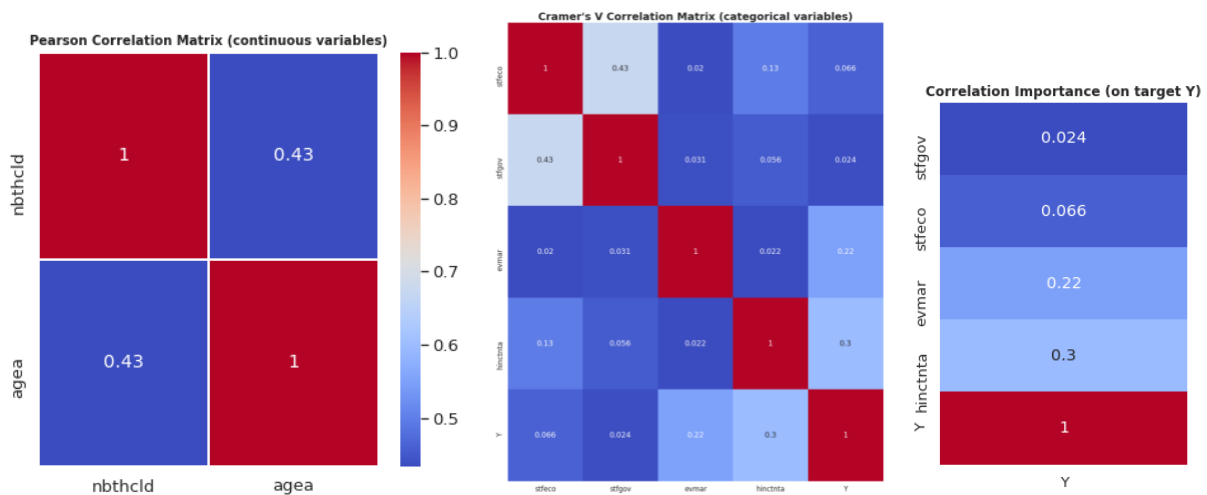 Pearson Correlation Matrix (continuous variables)
nbthcld
agea
1 0.43
0.43 1
nbthcld agea
1.0
0.9
0.8
0.7
0.6
0.5
Cramer's V Correlation Matrix (categorical variables)
stfeco
stfgov
evmar
hinctnta
Y
1 0.43 0.02 0.13 0.066
0.43 1 0.031 0.056 0.024
0.02 0.031 1 0.022 0.22
0.13 0.056 0.022 1 0.3
0.066 0.024 0.22 0.3 1
stfeco stfgov evmar hinctnta Y
Correlation Importance (on target Y)
stfgov
stfeco
evmar
hinctnta
Y
0.024
0.066
0.22
0.3
1
Y